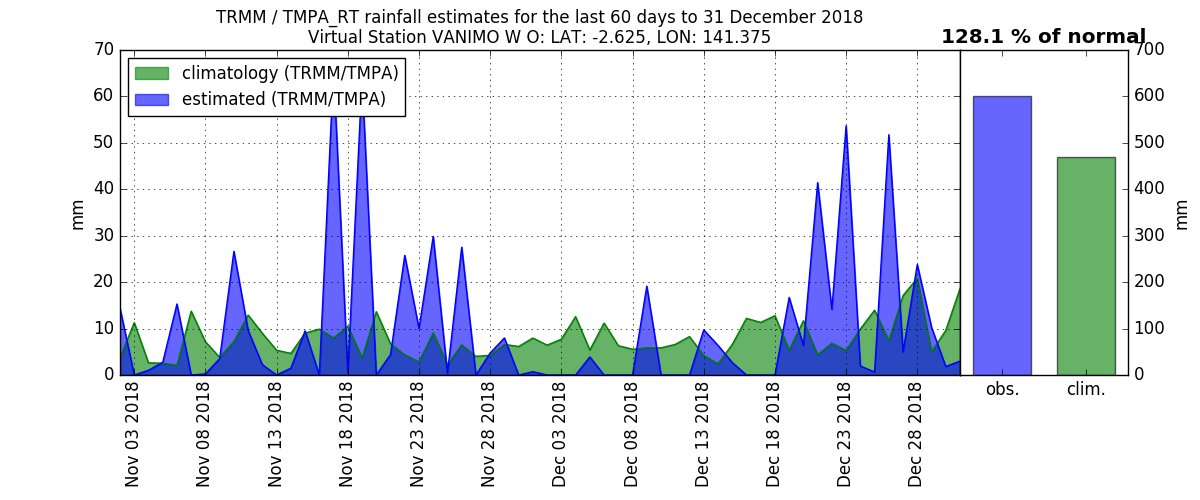 TRMM / TMPA_RT rainfall estimates for the last 60 days to 31 December 2018
Virtual Station VANIMO W O: LAT: -2.625, LON: 141.375
128.1 % of normal
climatology (TRMM/TMPA)
estimated (TRMM/TMPA)
70
60
50
40
30
20
10
0
mm
700
600
500
400
300
200
100
0
mm
obs.
clim.
Nov 03 2018
Nov 08 2018
Nov 13 2018
Nov 18 2018
Nov 23 2018
Nov 28 2018
Dec 03 2018
Dec 08 2018
Dec 13 2018
Dec 18 2018
Dec 23 2018
Dec 28 2018